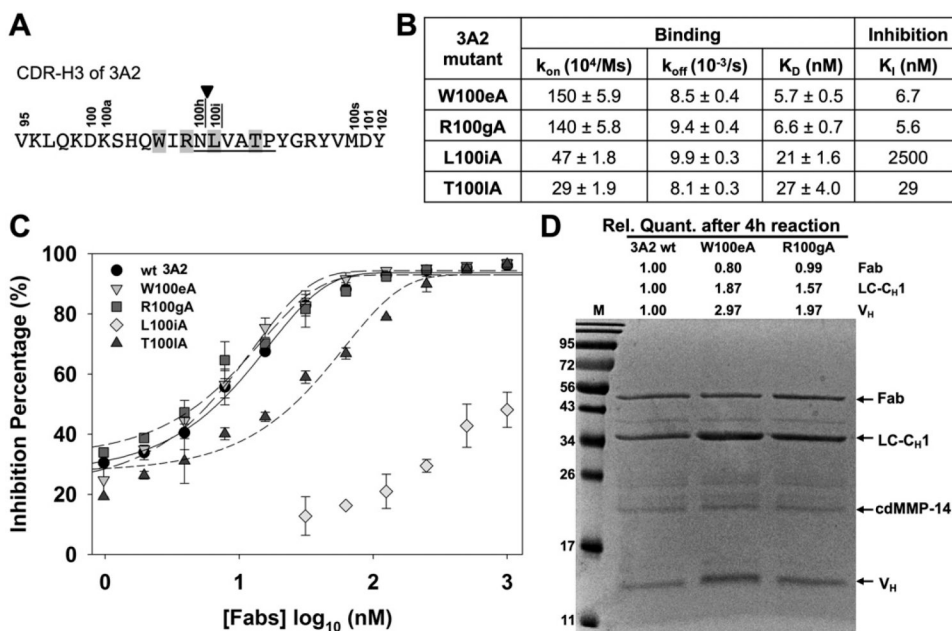 A
CDR-H3 of 3A2
95 100 100a 100h 100i 100s 101 102
VKLQKDKSHQWIRNLVATPYGRYVMDY
B
3A2 mutant Binding Inhibition
kon (10⁴/Ms) koff (10⁻³/s) KD (nM) KI (nM)
W100eA 150 ± 5.9 8.5 ± 0.4 5.7 ± 0.5 6.7
R100gA 140 ± 5.8 9.4 ± 0.4 6.6 ± 0.7 5.6
L100iA 47 ± 1.8 9.9 ± 0.3 21 ± 1.6 2500
T100lA 29 ± 1.9 8.1 ± 0.3 27 ± 4.0 29
C
Inhibition Percentage (%)
100
80
60
40
20
0
wt 3A2
W100eA
R100gA
L100iA
T100lA
0 1 2 3
[Fabs] log₁₀ (nM)
D
Rel. Quant. after 4h reaction
3A2 wt W100eA R100gA
1.00 0.80 0.99 Fab
1.00 1.87 1.57 LC-CH1
M 1.00 2.97 1.97 VH
95
72
56
43
34
26
17
11
Fab
LC-CH1
cdMMP-14
VH